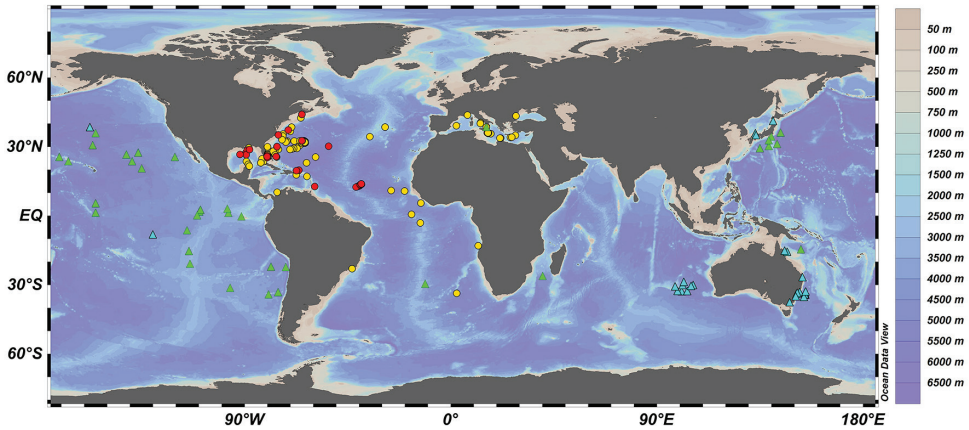 60°N
30°N
EQ
30°S
60°S
90°W
0°
90°E
180°W
Ocean Data View
50 m
100 m
250 m
500 m
750 m
1000 m
1250 m
1500 m
2000 m
2500 m
3000 m
3500 m
4000 m
4500 m
5000 m
5500 m
6000 m
6500 m